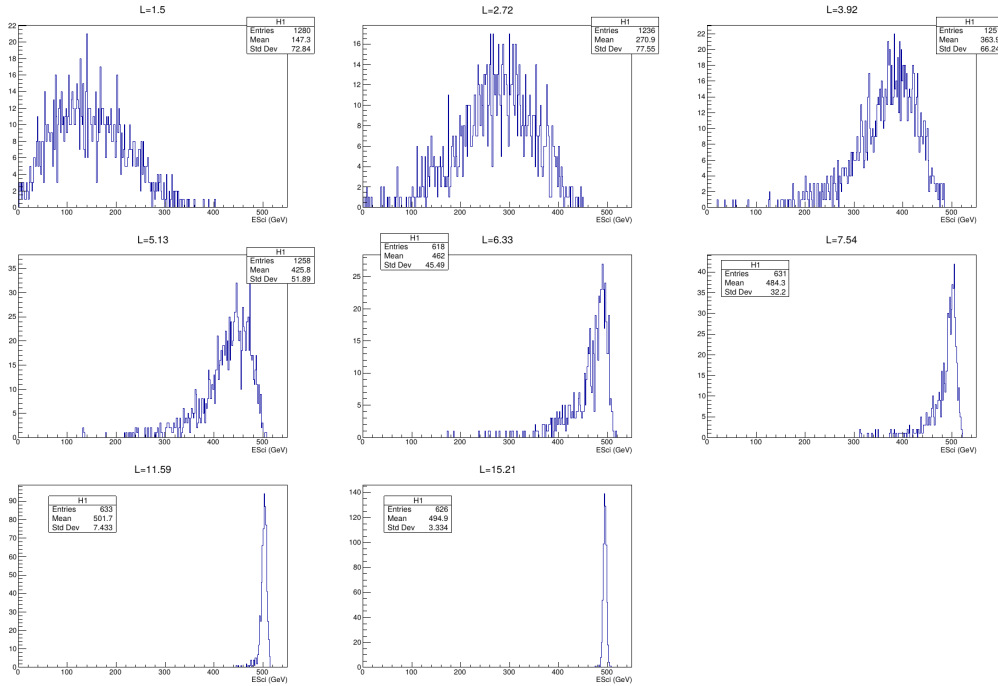 L=1.5
H1
Entries 1280
Mean 147.3
Std Dev 72.84
22
20
18
16
14
12
10
8
6
4
2
0
0 100 200 300 400 500
ESci (GeV)
L=2.72
H1
Entries 1236
Mean 270.9
Std Dev 77.55
16
14
12
10
8
6
4
2
0
0 100 200 300 400 500
ESci (GeV)
L=3.92
H1
Entries 125
Mean 363.9
Std Dev 66.24
22
20
18
16
14
12
10
8
6
4
2
0
0 100 200 300 400 500
ESci (GeV)
L=5.13
H1
Entries 1258
Mean 425.8
Std Dev 51.89
35
30
25
20
15
10
5
0
0 100 200 300 400 500
ESci (GeV)
L=6.33
H1
Entries 618
Mean 462
Std Dev 45.49
25
20
15
10
5
0
0 100 200 300 400 500
ESci (GeV)
L=7.54
H1
Entries 631
Mean 484.3
Std Dev 32.2
40
35
30
25
20
15
10
5
0
0 100 200 300 400 500
ESci (GeV)
L=11.59
H1
Entries 633
Mean 501.7
Std Dev 7.433
90
80
70
60
50
40
30
20
10
0
0 100 200 300 400 500
ESci (GeV)
L=15.21
H1
Entries 626
Mean 494.9
Std Dev 3.334
140
120
100
80
60
40
20
0
0 100 200 300 400 500
ESci (GeV)